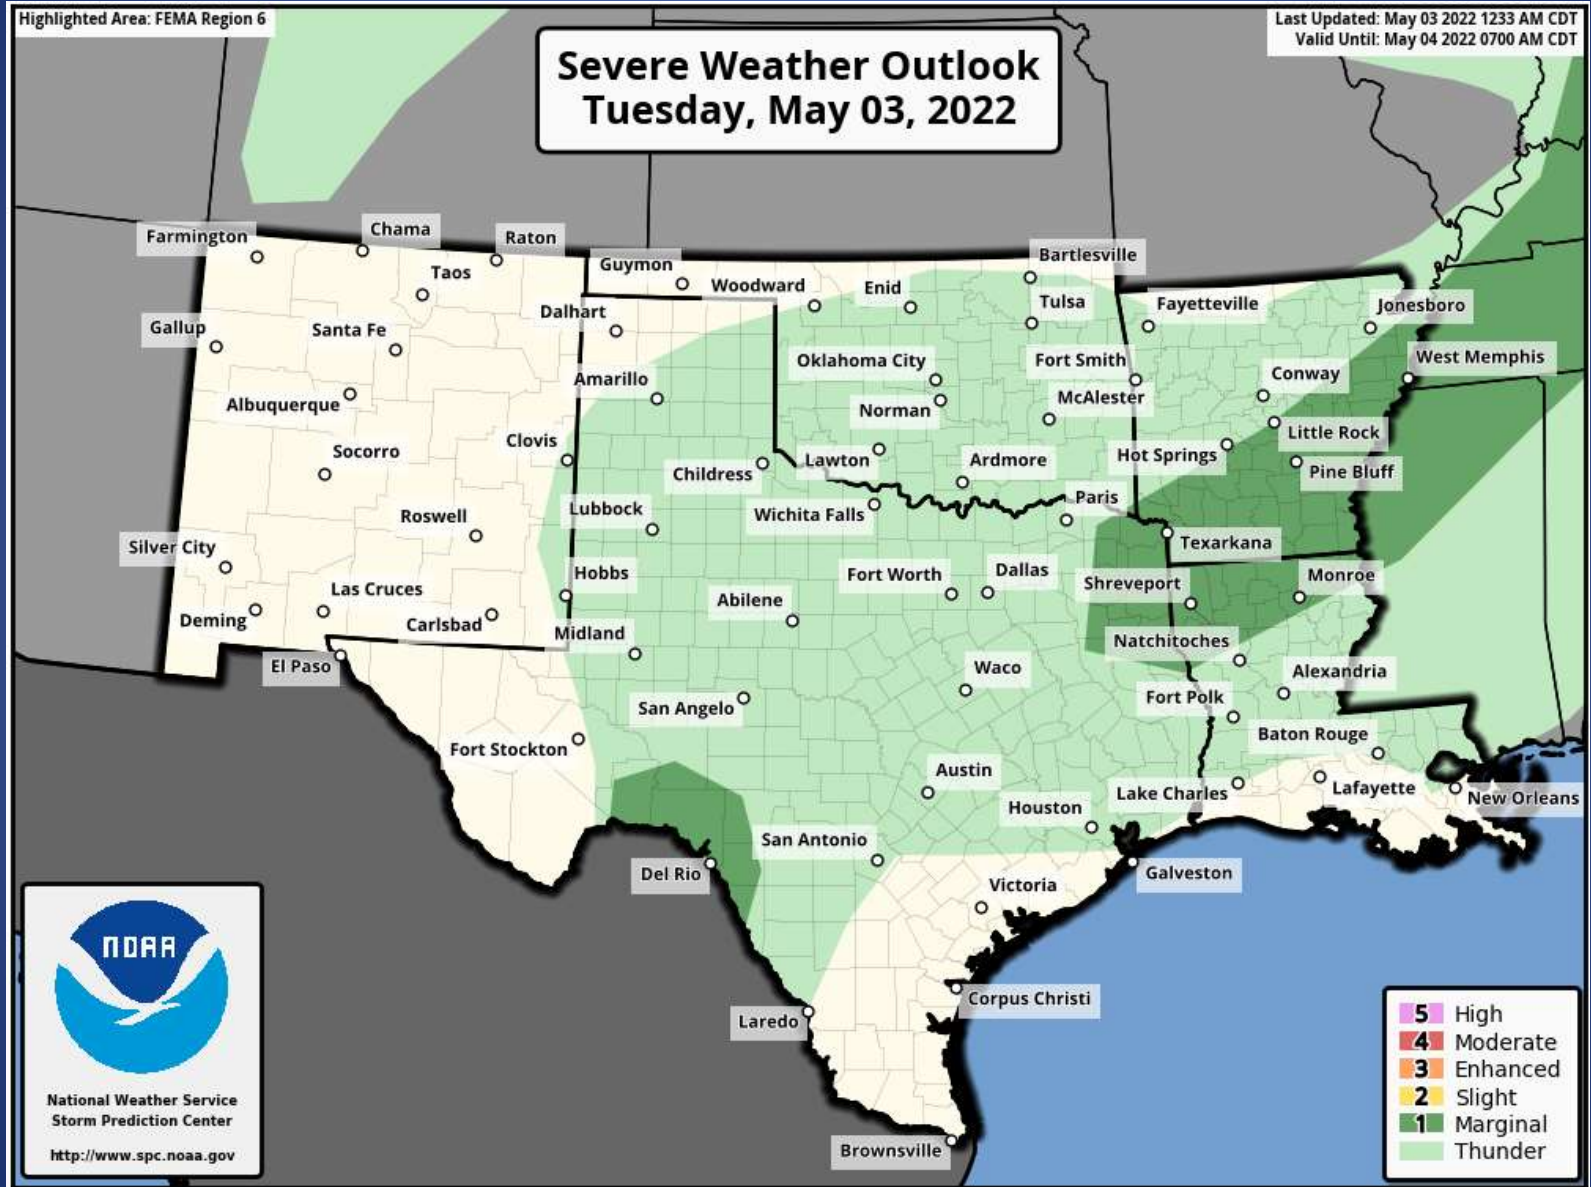 Highlighted Area: FEMA Region 6
Last Updated: May 03 2022 1233 AM CDT
Valid Until: May 04 2022 0700 AM CDT
Severe Weather Outlook
Tuesday, May 03, 2022
Farmington
Chama
Raton
Taos
Guymon
Woodward
Enid
Bartlesville
Tulsa
Fayetteville
Jonesboro
Gallup
Santa Fe
Dalhart
Oklahoma City
Fort Smith
Conway
West Memphis
Albuquerque
Amarillo
Norman
McAlester
Little Rock
Socorro
Clovis
Childress
Lawton
Ardmore
Hot Springs
Pine Bluff
Roswell
Lubbock
Wichita Falls
Paris
Texarkana
Silver City
Las Cruces
Hobbs
Fort Worth
Dallas
Shreveport
Monroe
Deming
Carlsbad
Abilene
Midland
Natchitoches
El Paso
San Angelo
Waco
Fort Polk
Alexandria
Fort Stockton
Baton Rouge
Austin
Houston
Lake Charles
Lafayette
New Orleans
San Antonio
Del Rio
Victoria
Galveston
Corpus Christi
Laredo
Brownsville
NOAA
National Weather Service
Storm Prediction Center
http://www.spc.noaa.gov
5 High
4 Moderate
3 Enhanced
2 Slight
1 Marginal
Thunder